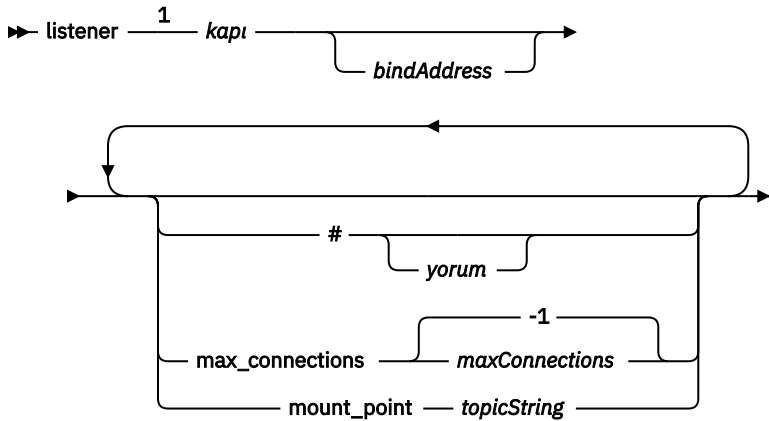 listener 1 kapı
bindAddress
# 
yorum
-1
max_connections maxConnections
mount_point topicString